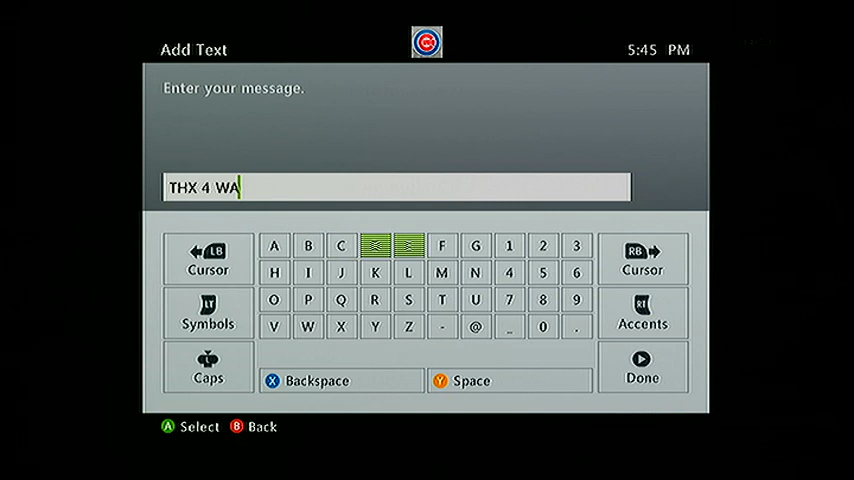 Add Text
5:45 PM
Enter your message.
THX 4 WA
LB
Cursor
A B C F G 1 2 3
RB
Cursor
H I J K L M N 4 5 6
LT
Symbols
O P Q R S T U 7 8 9
RT
Accents
V W X Y Z - @ _ 0 .
L
Caps
X Backspace
Y Space
Done
A Select B Back